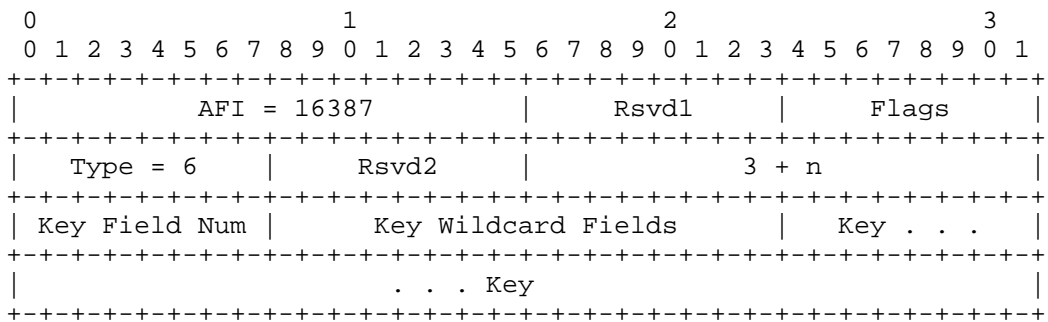 0                   1                   2                   3
 0 1 2 3 4 5 6 7 8 9 0 1 2 3 4 5 6 7 8 9 0 1 2 3 4 5 6 7 8 9 0 1
+-+-+-+-+-+-+-+-+-+-+-+-+-+-+-+-+-+-+-+-+-+-+-+-+-+-+-+-+-+-+-+-+
|           AFI = 16387         |     Rsvd1     |     Flags     |
+-+-+-+-+-+-+-+-+-+-+-+-+-+-+-+-+-+-+-+-+-+-+-+-+-+-+-+-+-+-+-+-+
|   Type = 6    |     Rsvd2     |             3 + n             |
+-+-+-+-+-+-+-+-+-+-+-+-+-+-+-+-+-+-+-+-+-+-+-+-+-+-+-+-+-+-+-+-+
| Key Field Num |      Key Wildcard Fields      |   Key . . .   |
+-+-+-+-+-+-+-+-+-+-+-+-+-+-+-+-+-+-+-+-+-+-+-+-+-+-+-+-+-+-+-+-+
|                       . . . Key                               |
+-+-+-+-+-+-+-+-+-+-+-+-+-+-+-+-+-+-+-+-+-+-+-+-+-+-+-+-+-+-+-+-+